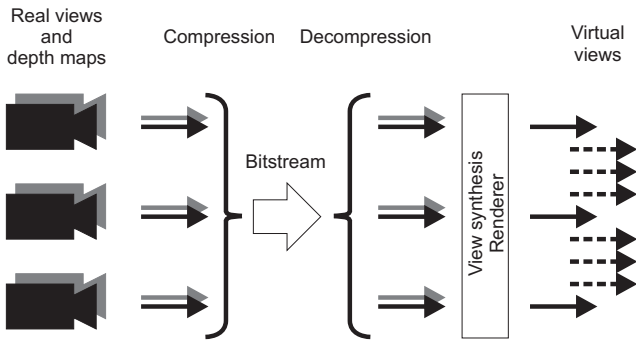 Real views
and
depth maps
Compression
Decompression
Virtual
views
Bitstream
View synthesis
Renderer